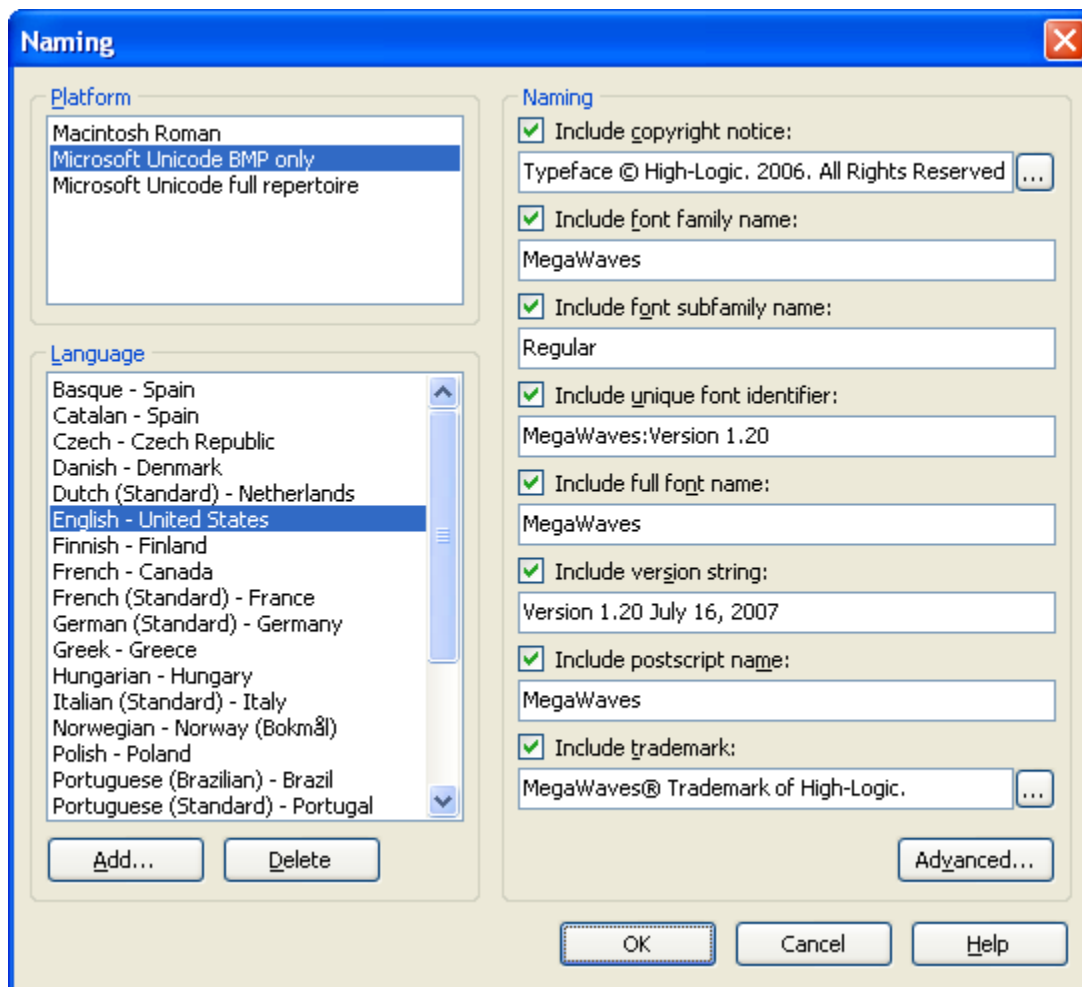 Naming
Platform
Macintosh Roman
Microsoft Unicode BMP only
Microsoft Unicode full repertoire
Language
Basque - Spain
Catalan - Spain
Czech - Czech Republic
Danish - Denmark
Dutch (Standard) - Netherlands
English - United States
Finnish - Finland
French - Canada
French (Standard) - France
German (Standard) - Germany
Greek - Greece
Hungarian - Hungary
Italian (Standard) - Italy
Norwegian - Norway (Bokmål)
Polish - Poland
Portuguese (Brazilian) - Brazil
Portuguese (Standard) - Portugal
Add...
Delete
Naming
Include copyright notice:
Typeface © High-Logic. 2006. All Rights Reserved
...
Include font family name:
MegaWaves
Include font subfamily name:
Regular
Include unique font identifier:
MegaWaves:Version 1.20
Include full font name:
MegaWaves
Include version string:
Version 1.20 July 16, 2007
Include postscript name:
MegaWaves
Include trademark:
MegaWaves® Trademark of High-Logic.
...
Advanced...
OK
Cancel
Help